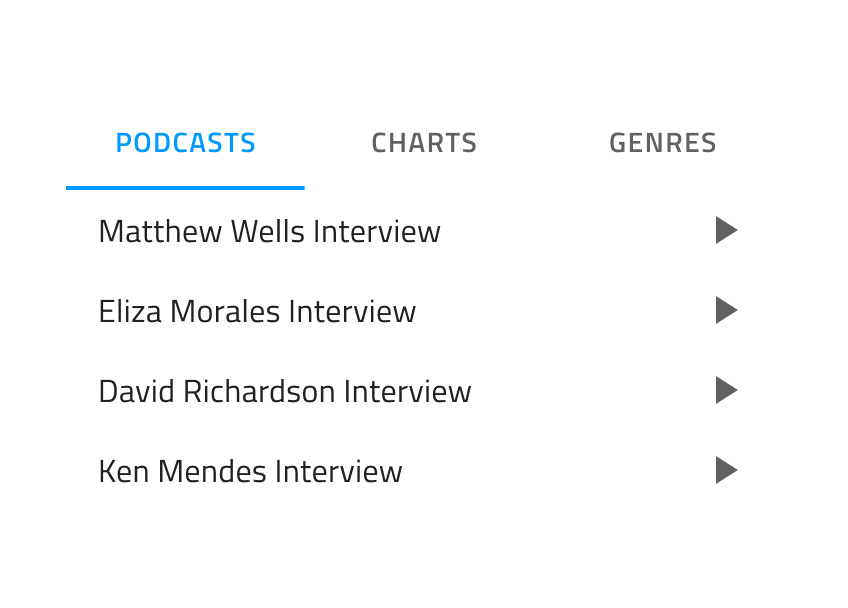 PODCASTS CHARTS GENRES
Matthew Wells Interview
Eliza Morales Interview
David Richardson Interview
Ken Mendes Interview